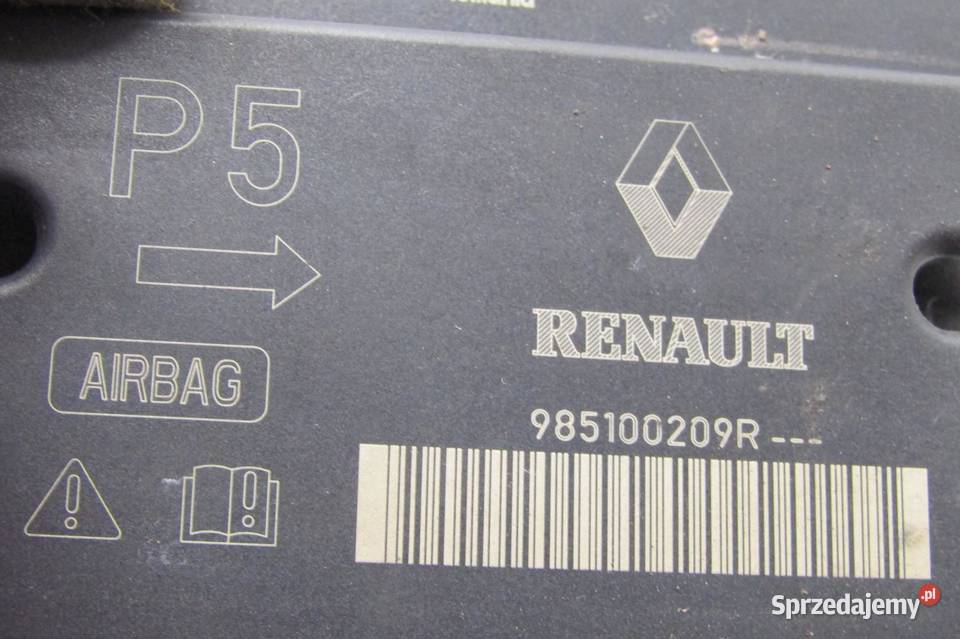 P5
RENAULT
AIRBAG
985100209R---
Sprzedajemy.pl